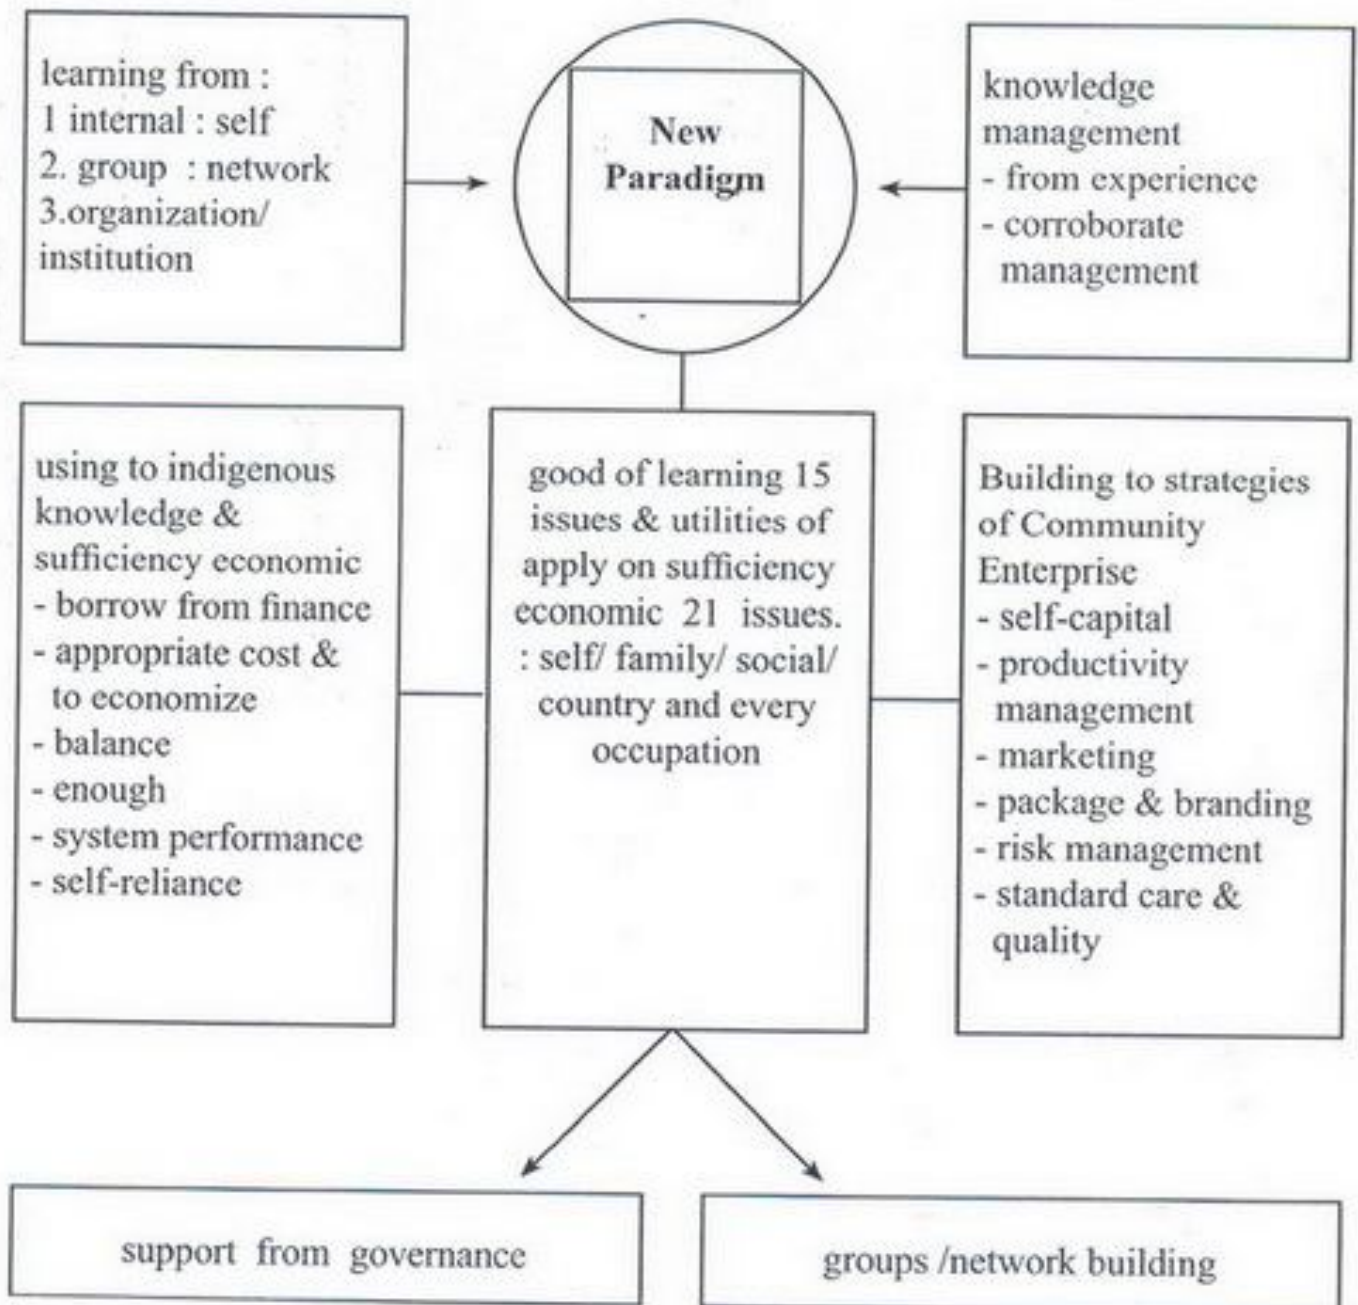 learning from :
1 internal : self
2. group : network
3.organization/
institution
New
Paradigm
knowledge
management
- from experience
- corroborate
management
using to indigenous
knowledge &
sufficiency economic
- borrow from finance
- appropriate cost &
to economize
- balance
- enough
- system performance
- self-reliance
good of learning 15
issues & utilities of
apply on sufficiency
economic 21 issues.
: self/ family/ social/
country and every
occupation
Building to strategies
of Community
Enterprise
- self-capital
- productivity
management
- marketing
- package & branding
- risk management
- standard care &
quality
support from governance
groups /network building